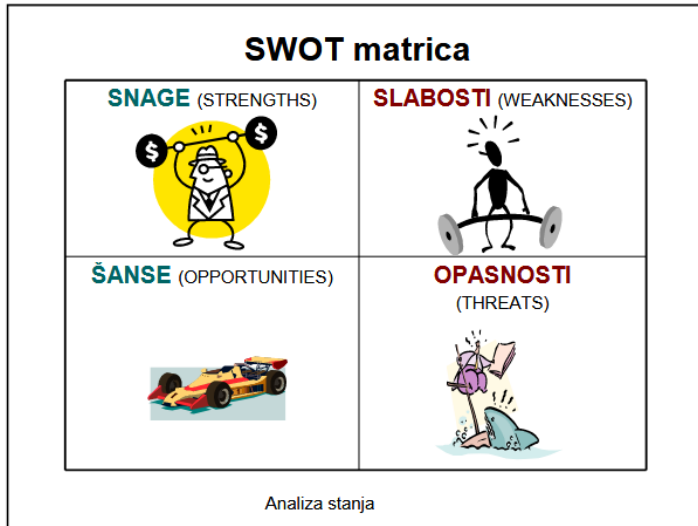 SWOT matrica
SNAGE (STRENGTHS)
$ $
SLABOSTI (WEAKNESSES)
ŠANSE (OPPORTUNITIES)
OPASNOSTI
(THREATS)
Analiza stanja